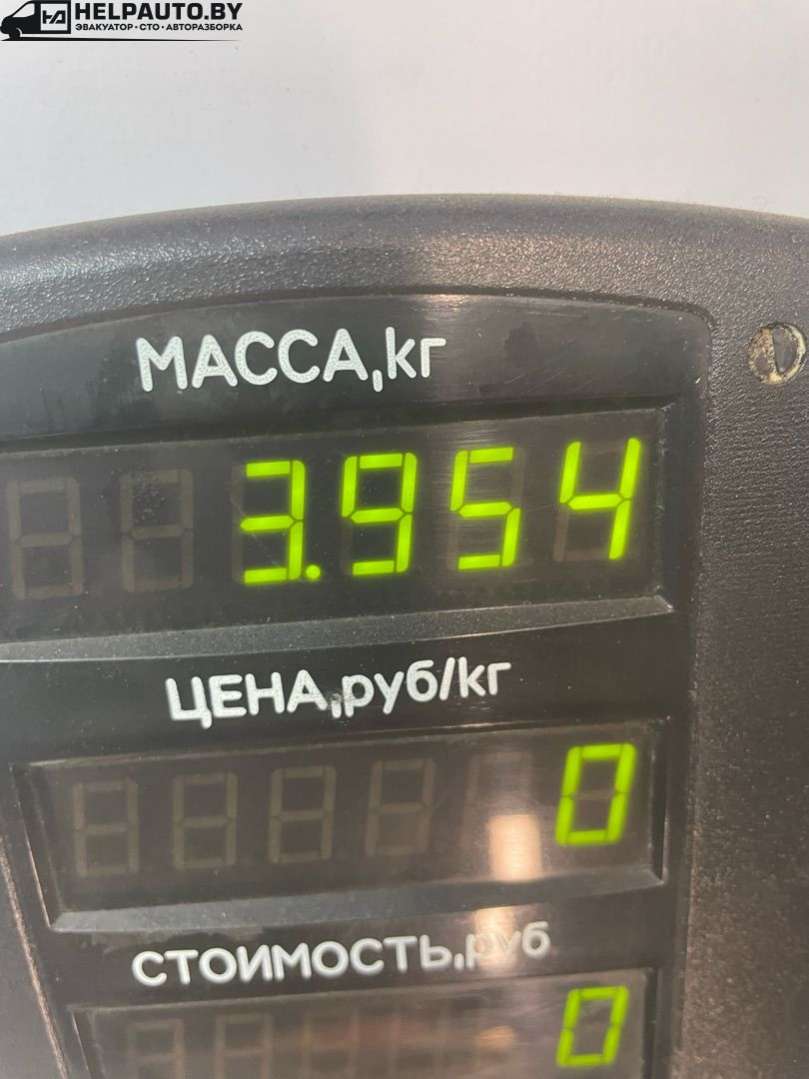 HELPAUTO.BY
ЭВАКУАТОР • СТО • АВТОРАЗБОРКА
МАССА,кг
3.954
ЦЕНА,руб/кг
0
СТОИМОСТЬ,руб
0